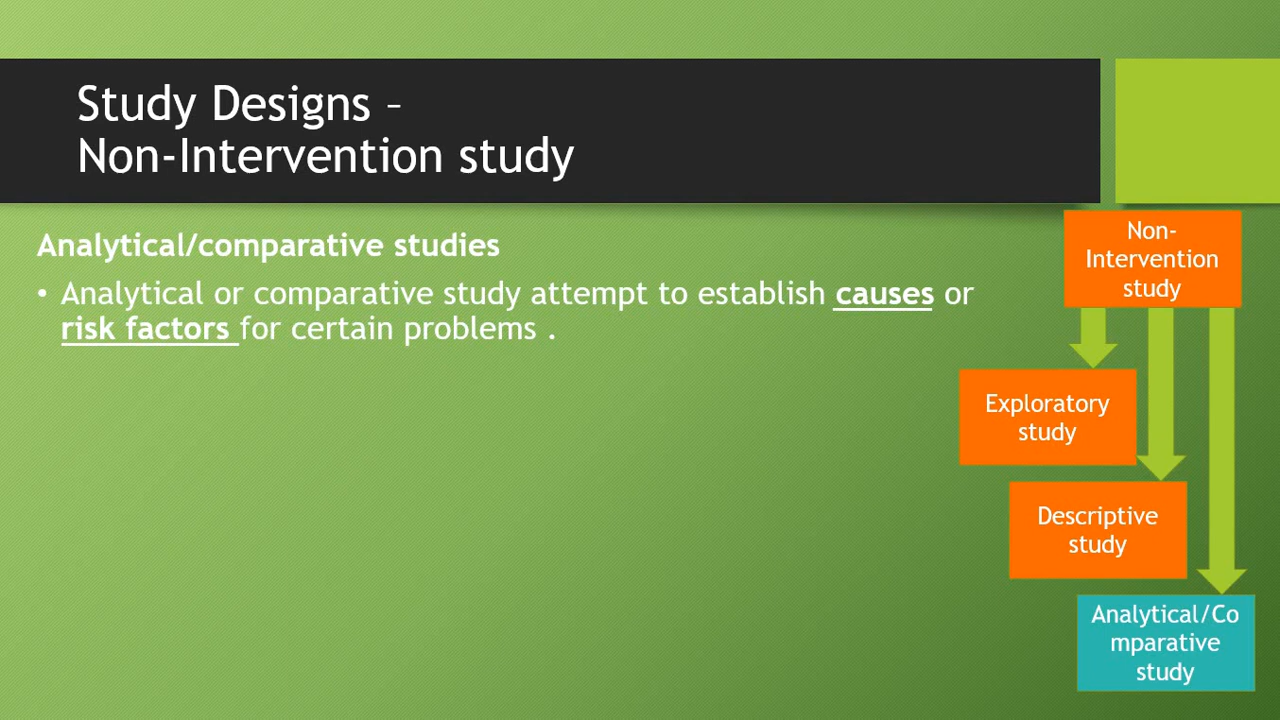 Study Designs –
Non-Intervention study
Analytical/comparative studies
• Analytical or comparative study attempt to establish causes or
risk factors for certain problems .
Non-
Intervention
study
Exploratory
study
Descriptive
study
Analytical/Co
mparative
study